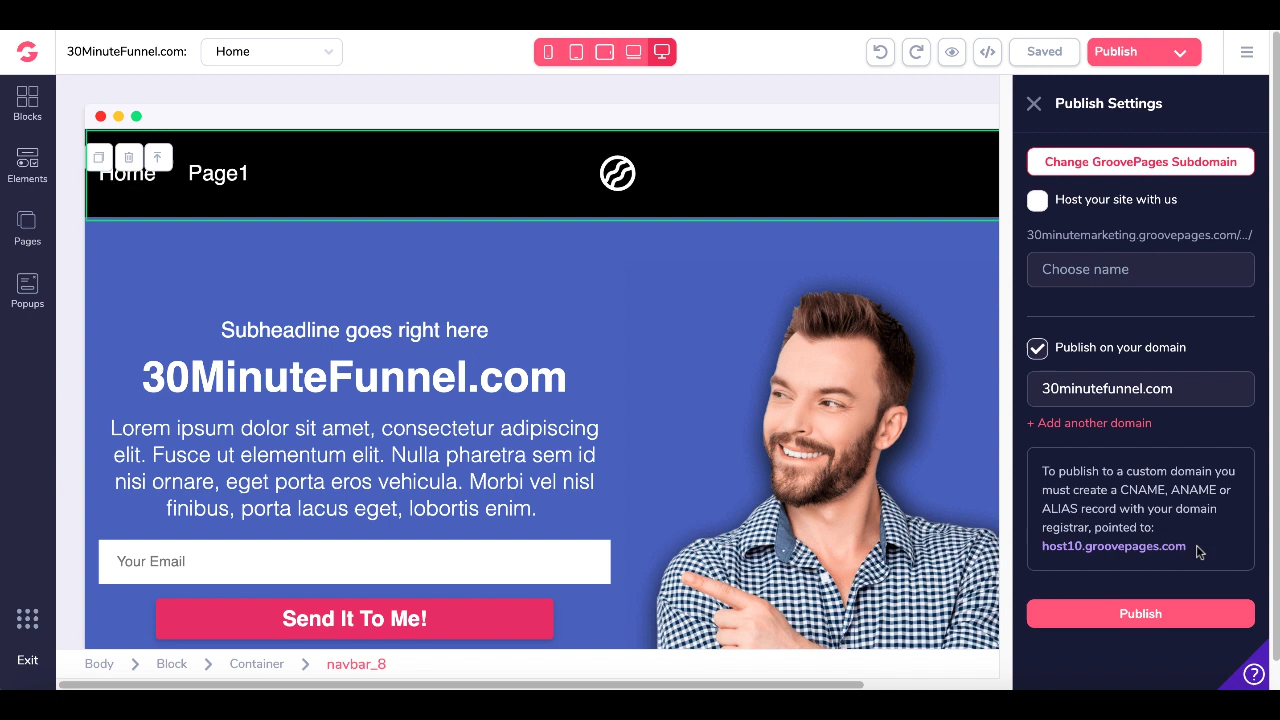 30MinuteFunnel.com:
Home
Saved
Publish
Blocks
Elements
Pages
Popups
Exit
Home
Page1
Subheadline goes right here
30MinuteFunnel.com
Lorem ipsum dolor sit amet, consectetur adipiscing
elit. Fusce ut elementum elit. Nulla pharetra sem id
nisi ornare, eget porta eros vehicula. Morbi vel nisl
finibus, porta lacus eget, lobortis enim.
Your Email
Send It To Me!
Body
Block
Container
navbar_8
Publish Settings
Change GroovePages Subdomain
Host your site with us
30minutemarketing.groovepages.com/.../
Choose name
Publish on your domain
30minutefunnel.com
+ Add another domain
To publish to a custom domain you
must create a CNAME, ANAME or
ALIAS record with your domain
registrar, pointed to:
host10.groovepages.com
Publish